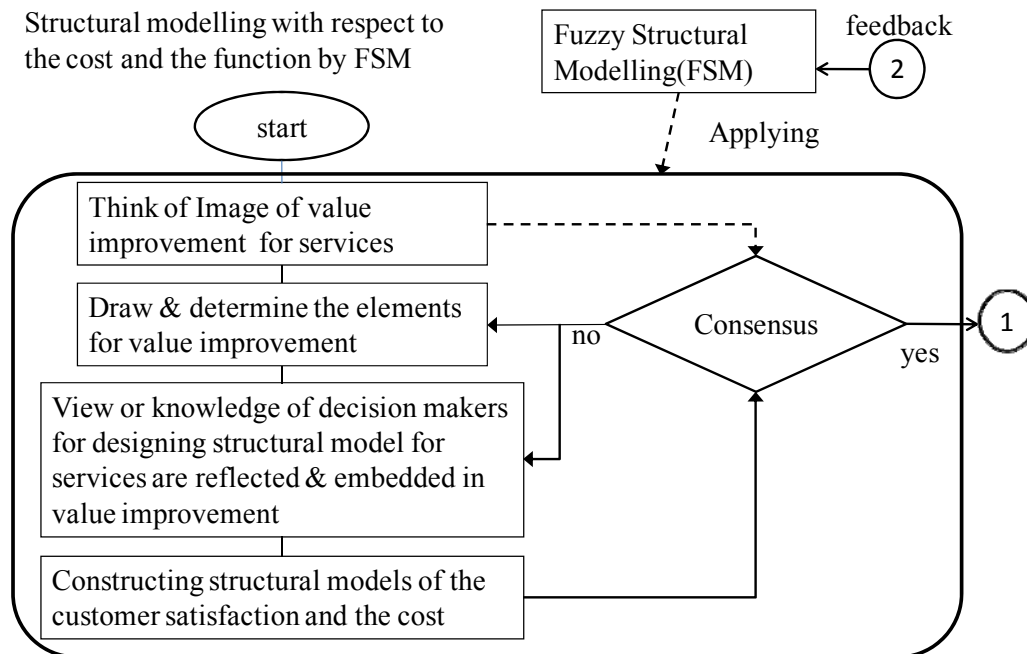 Structural modelling with respect to
the cost and the function by FSM
Fuzzy Structural
Modelling(FSM)
feedback
2
start
Applying
Think of Image of value
improvement for services
Draw & determine the elements
for value improvement
Consensus
no
yes
1
View or knowledge of decision makers
for designing structural model for
services are reflected & embedded in
value improvement
Constructing structural models of the
customer satisfaction and the cost